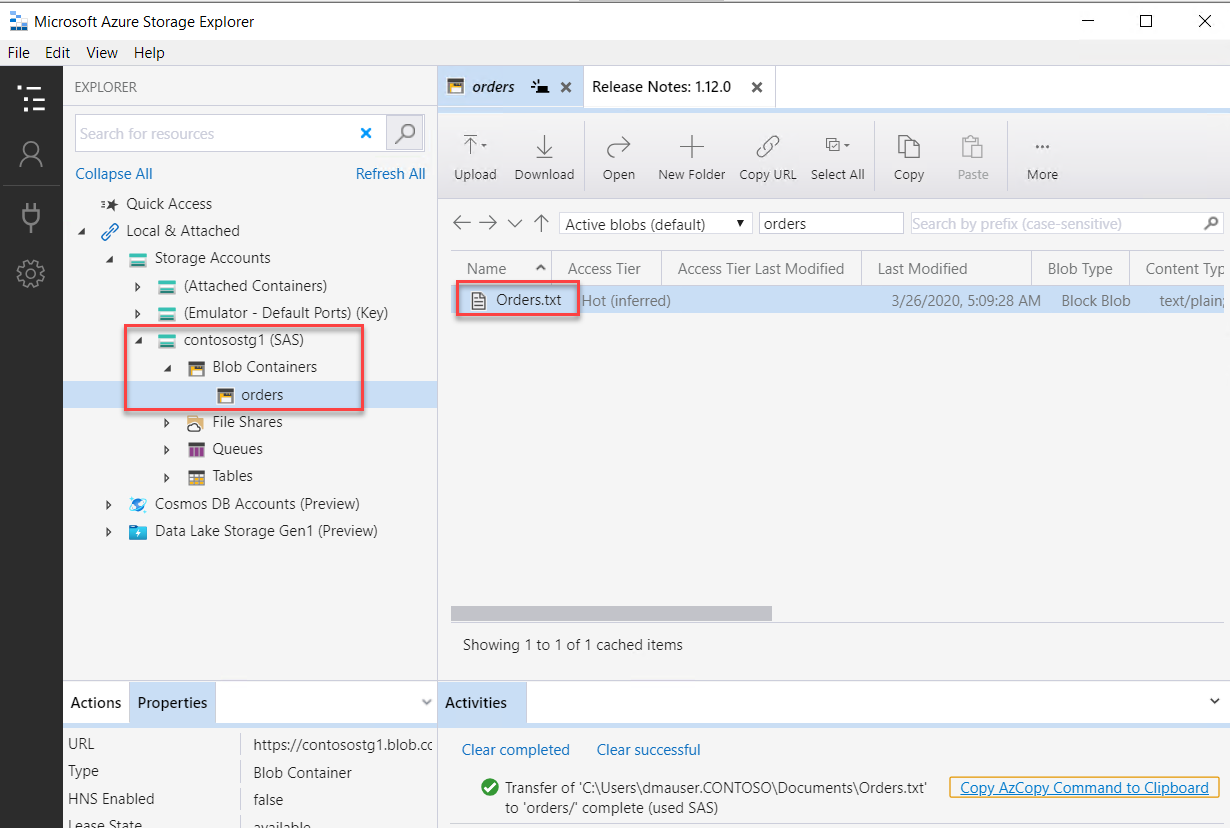 Microsoft Azure Storage Explorer
File Edit View Help
EXPLORER
Search for resources
Collapse All Refresh All
Quick Access
Local & Attached
Storage Accounts
(Attached Containers)
(Emulator - Default Ports) (Key)
contosostg1 (SAS)
Blob Containers
orders
File Shares
Queues
Tables
Cosmos DB Accounts (Preview)
Data Lake Storage Gen1 (Preview)
Actions Properties
URL https://contosostg1.blob.cc
Type Blob Container
HNS Enabled false
Lease State available
orders Release Notes: 1.12.0
Upload Download Open New Folder Copy URL Select All Copy Paste More
Active blobs (default) orders Search by prefix (case-sensitive)
Name Access Tier Access Tier Last Modified Last Modified Blob Type Content Typ
Orders.txt Hot (inferred) 3/26/2020, 5:09:28 AM Block Blob text/plain;
Showing 1 to 1 of 1 cached items
Activities
Clear completed Clear successful
Transfer of 'C:\Users\dmauser.CONTOSO\Documents\Orders.txt' Copy AzCopy Command to Clipboard
to 'orders/' complete (used SAS)